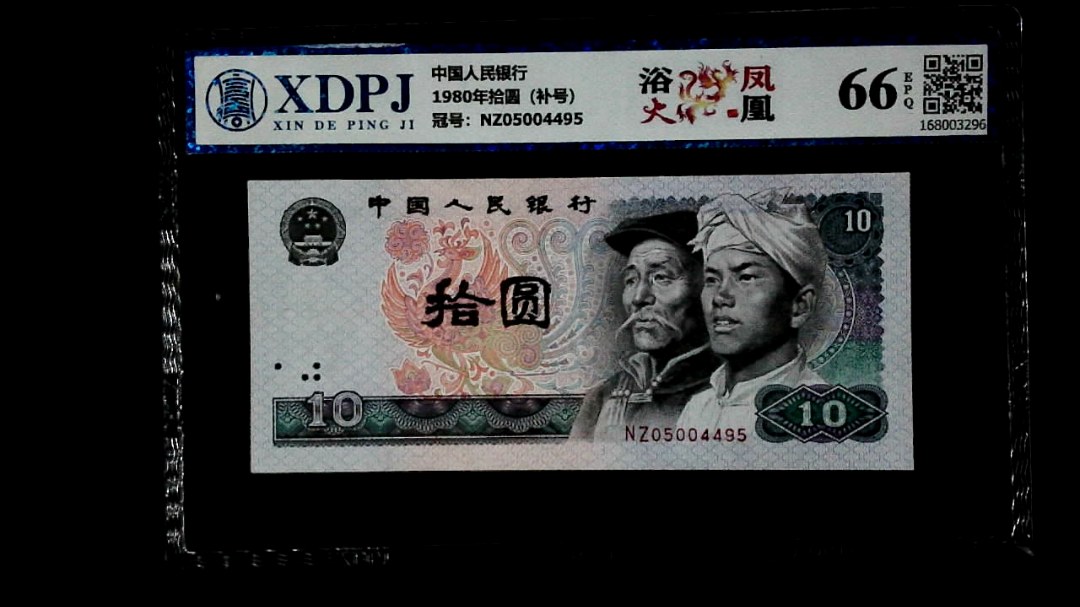 XDPJ
XIN DE PING JI
中国人民银行
1980年拾圆（补号）
冠号：NZ05004495
浴火
凤凰
66
EPQ
168003296
中国人民银行
10
拾圆
10
NZ05004495
10